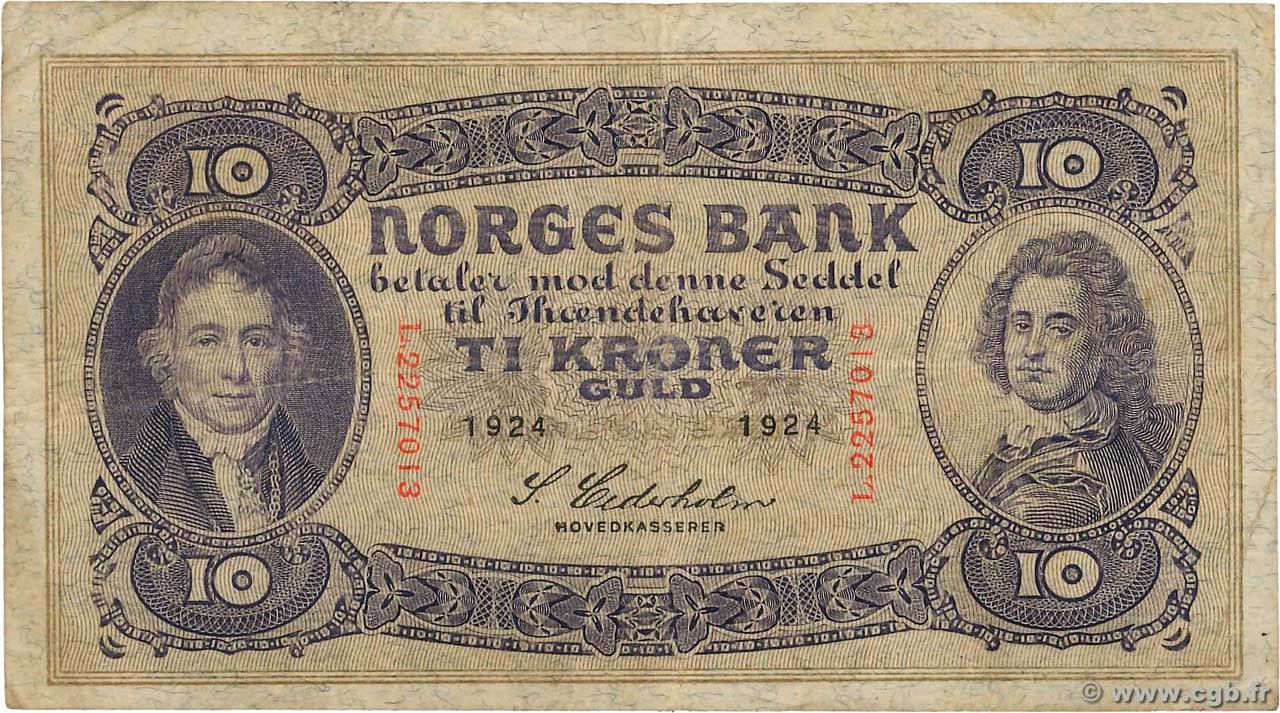 10 10
NORGES BANK
betaler mod denne Seddel
til Ihændehaveren
TI KRONER
GULD
1924 1924
L.2257013
L.2257013
S. Cederholm
HOVEDKASSERER
10 10
© www.cgb.fr